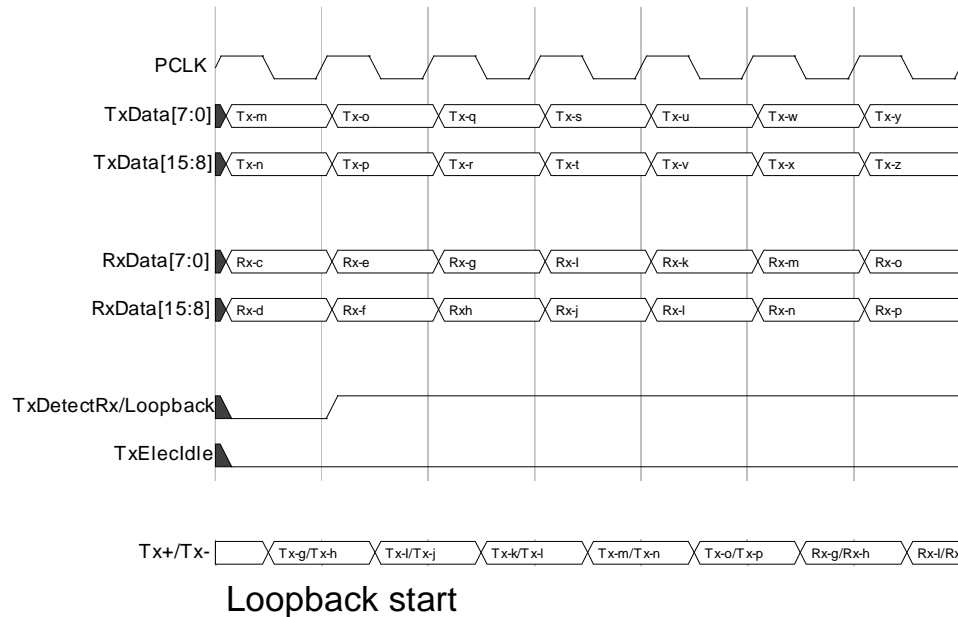 PCLK
TxData[7:0] Tx-m Tx-o Tx-q Tx-s Tx-u Tx-w Tx-y
TxData[15:8] Tx-n Tx-p Tx-r Tx-t Tx-v Tx-x Tx-z
RxData[7:0] Rx-c Rx-e Rx-g Rx-I Rx-k Rx-m Rx-o
RxData[15:8] Rx-d Rx-f Rxh Rx-j Rx-l Rx-n Rx-p
TxDetectRx/Loopback
TxElecIdle
Tx+/Tx- Tx-g/Tx-h Tx-I/Tx-j Tx-k/Tx-l Tx-m/Tx-n Tx-o/Tx-p Rx-g/Rx-h Rx-I/Rx
Loopback start